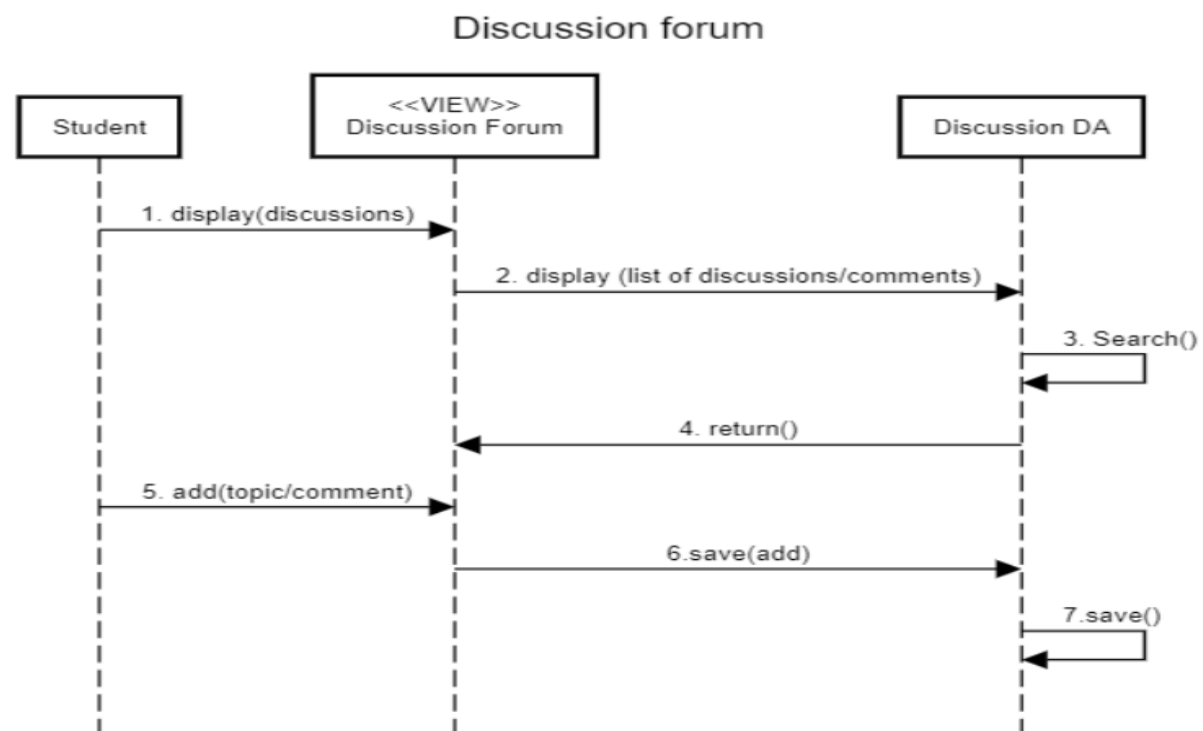 Discussion forum
Student
<<VIEW>>
Discussion Forum
Discussion DA
1. display(discussions)
2. display (list of discussions/comments)
3. Search()
4. return()
5. add(topic/comment)
6.save(add)
7.save()